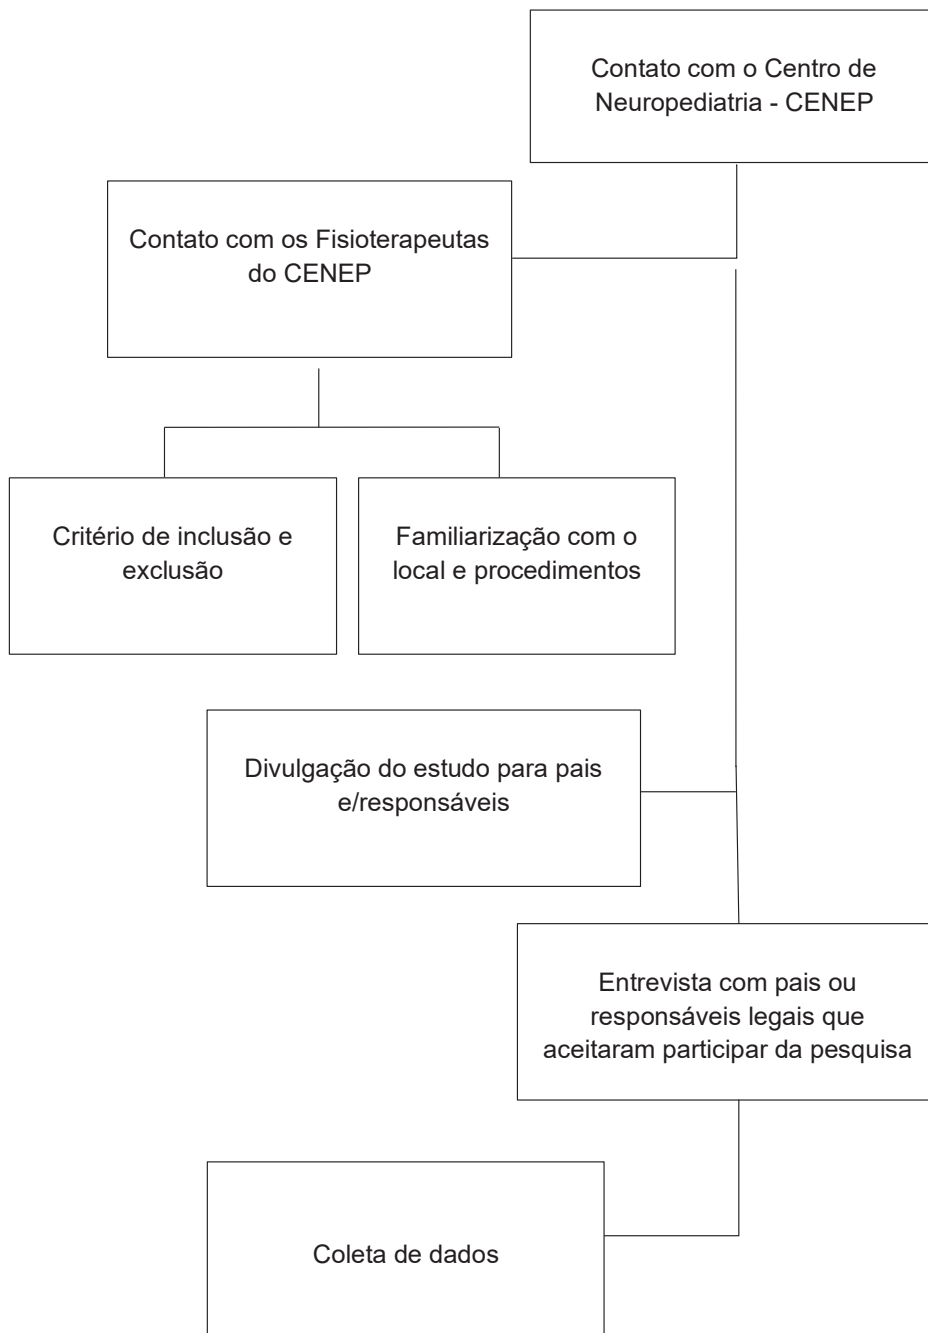 Contato com o Centro de
Neuropediatria - CENEP
Contato com os Fisioterapeutas
do CENEP
Critério de inclusão e
exclusão
Familiarização com o
local e procedimentos
Divulgação do estudo para pais
e/responsáveis
Entrevista com pais ou
responsáveis legais que
aceitaram participar da pesquisa
Coleta de dados